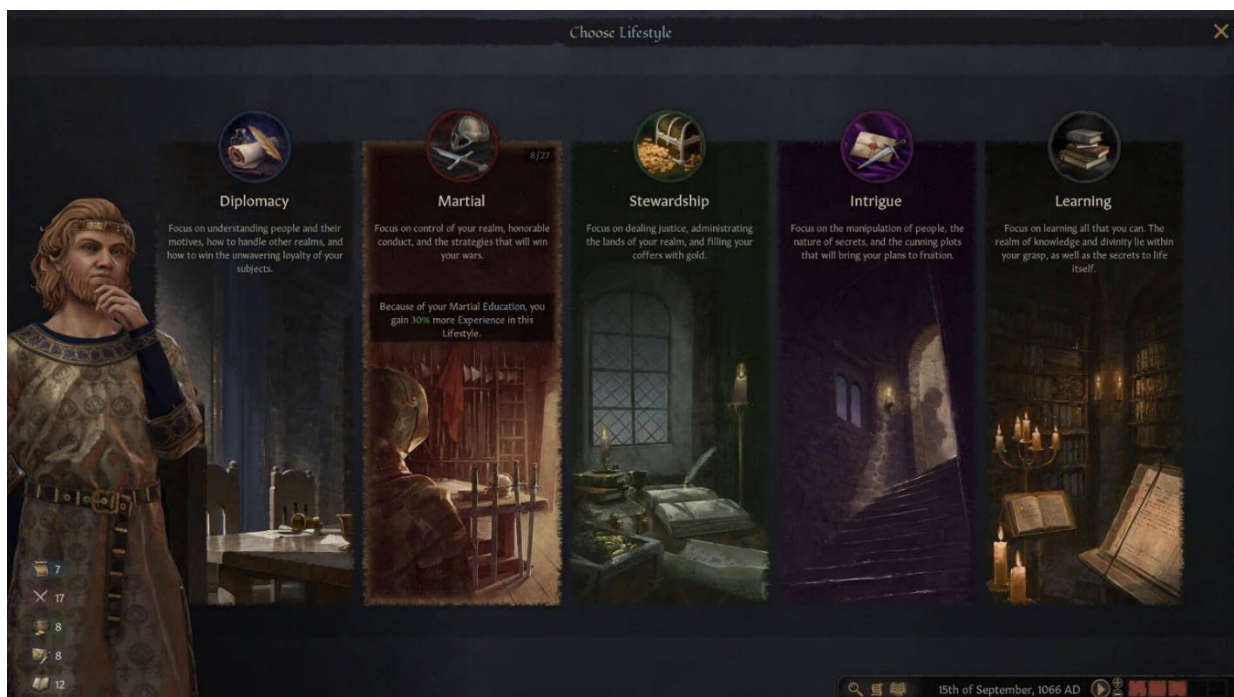 Choose Lifestyle
8/27
Diplomacy
Focus on understanding people and their
motives, how to handle other realms, and
how to win the unwavering loyalty of your
subjects.
Martial
Focus on control of your realm, honorable
conduct, and the strategies that will win
your wars.
Because of your Martial Education, you
gain 30% more Experience in this
Lifestyle.
Stewardship
Focus on dealing justice, administrating
the lands of your realm, and filling your
coffers with gold.
Intrigue
Focus on the manipulation of people, the
nature of secrets, and the cunning plots
that will bring your plans to fruition.
Learning
Focus on learning all that you can. The
realm of knowledge and divinity lie within
your grasp, as well as the secrets to life
itself.
7
17
8
8
12
15th of September, 1066 AD